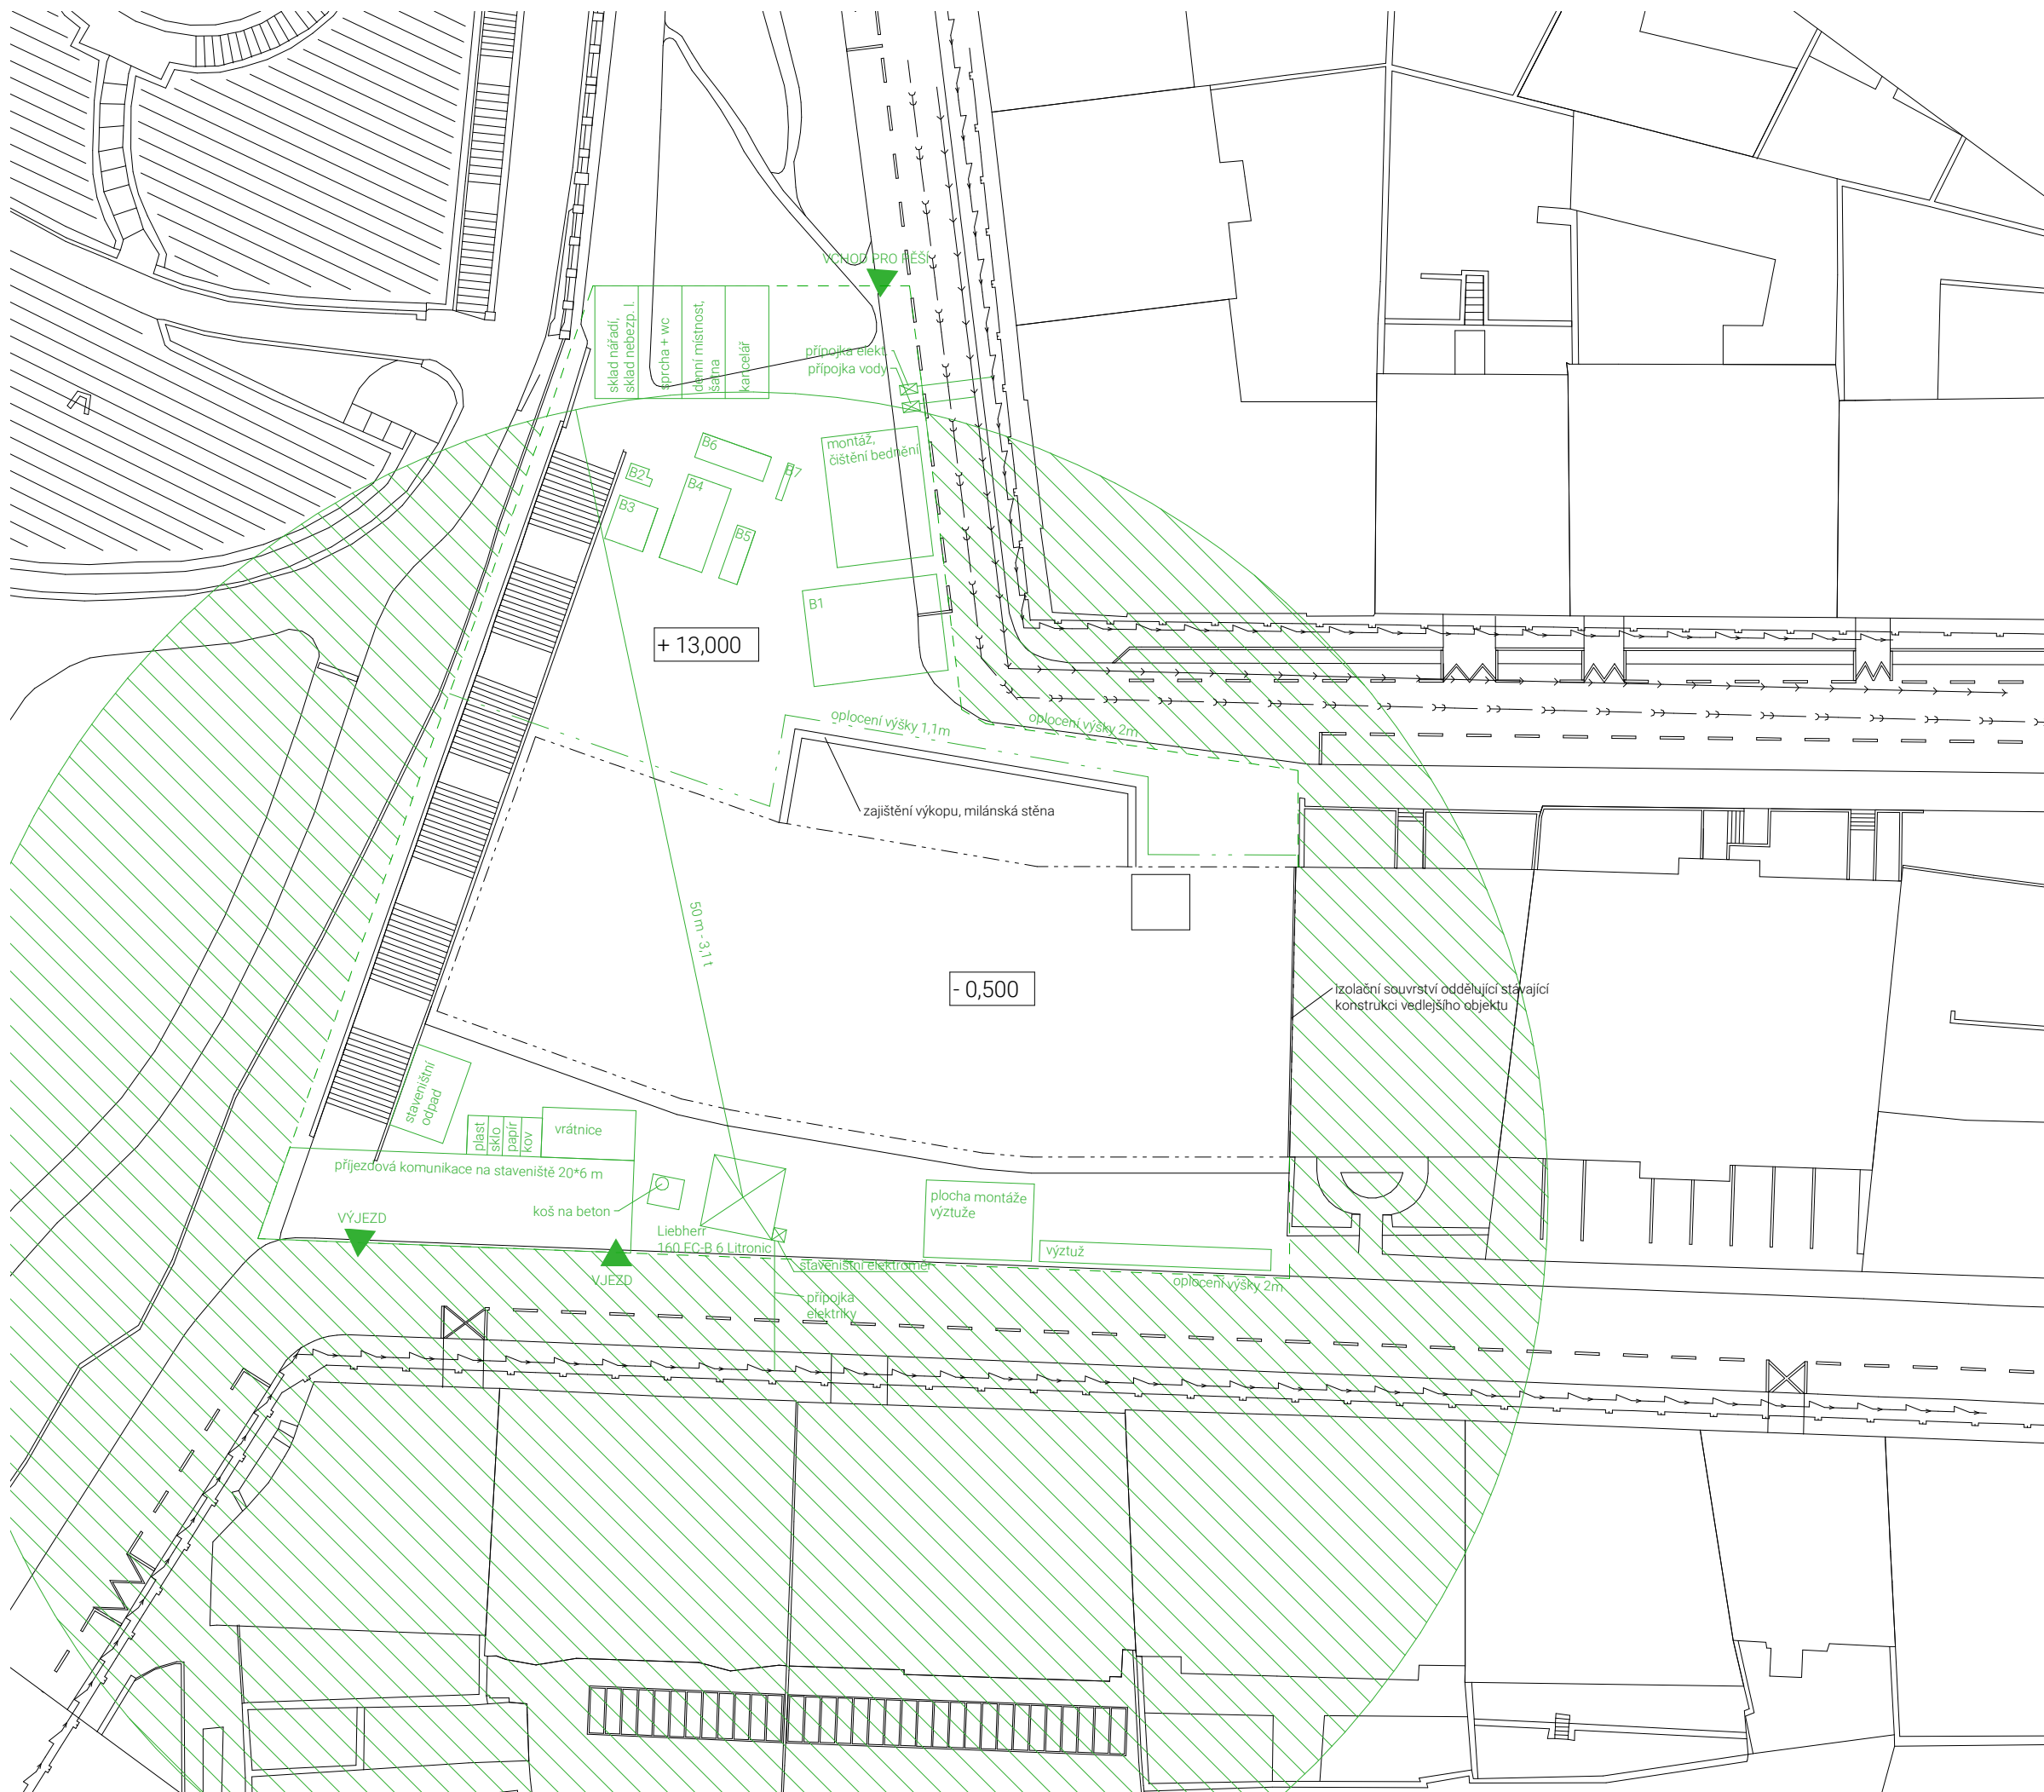 VCHOD PRO PĚŠÍ
sklad nářadí,
sklad nebezp. l.
sprcha + wc
denní místnost,
šatna
kancelář
přípojka elekt.
přípojka vody
B6
B2
B7
B4
B3
B5
montáž,
čištění bednění
B1
+ 13,000
oplocení výšky 1,1m
oplocení výšky 2m
zajištění výkopu, milánská stěna
50 m - 3,1 t
- 0,500
izolační souvrství oddělující stávající
konstrukci vedlejšího objektu
staveništní
odpad
plast
sklo
papír
kov
vrátnice
příjezdová komunikace na staveniště 20*6 m
koš na beton
plocha montáže
výztuže
VÝJEZD
Liebherr
160 EC-B 6 Litronic
výztuž
staveništní elektroměr
VJEZD
oplocení výšky 2m
přípojka
elektriky